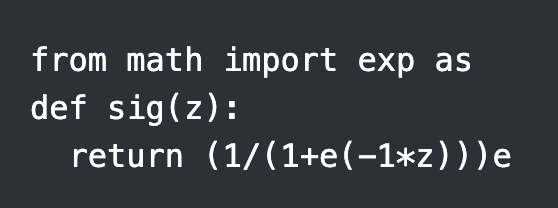 from math import exp as
def sig(z):
  return (1/(1+e(-1*z)))e